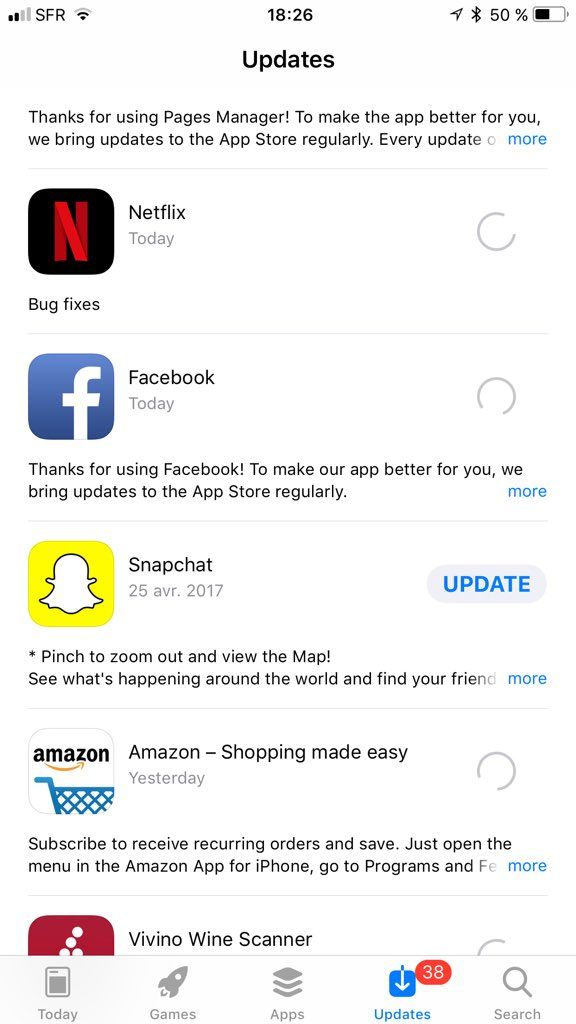 SFR 18:26 50 %
Updates
Thanks for using Pages Manager! To make the app better for you,
we bring updates to the App Store regularly. Every update more
Netflix
Today
Bug fixes
Facebook
Today
Thanks for using Facebook! To make our app better for you, we
bring updates to the App Store regularly. more
Snapchat
25 avr. 2017
UPDATE
* Pinch to zoom out and view the Map!
See what's happening around the world and find your friend more
amazon
Amazon – Shopping made easy
Yesterday
Subscribe to receive recurring orders and save. Just open the
menu in the Amazon App for iPhone, go to Programs and Fe more
Vivino Wine Scanner
38
Today Games Apps Updates Search